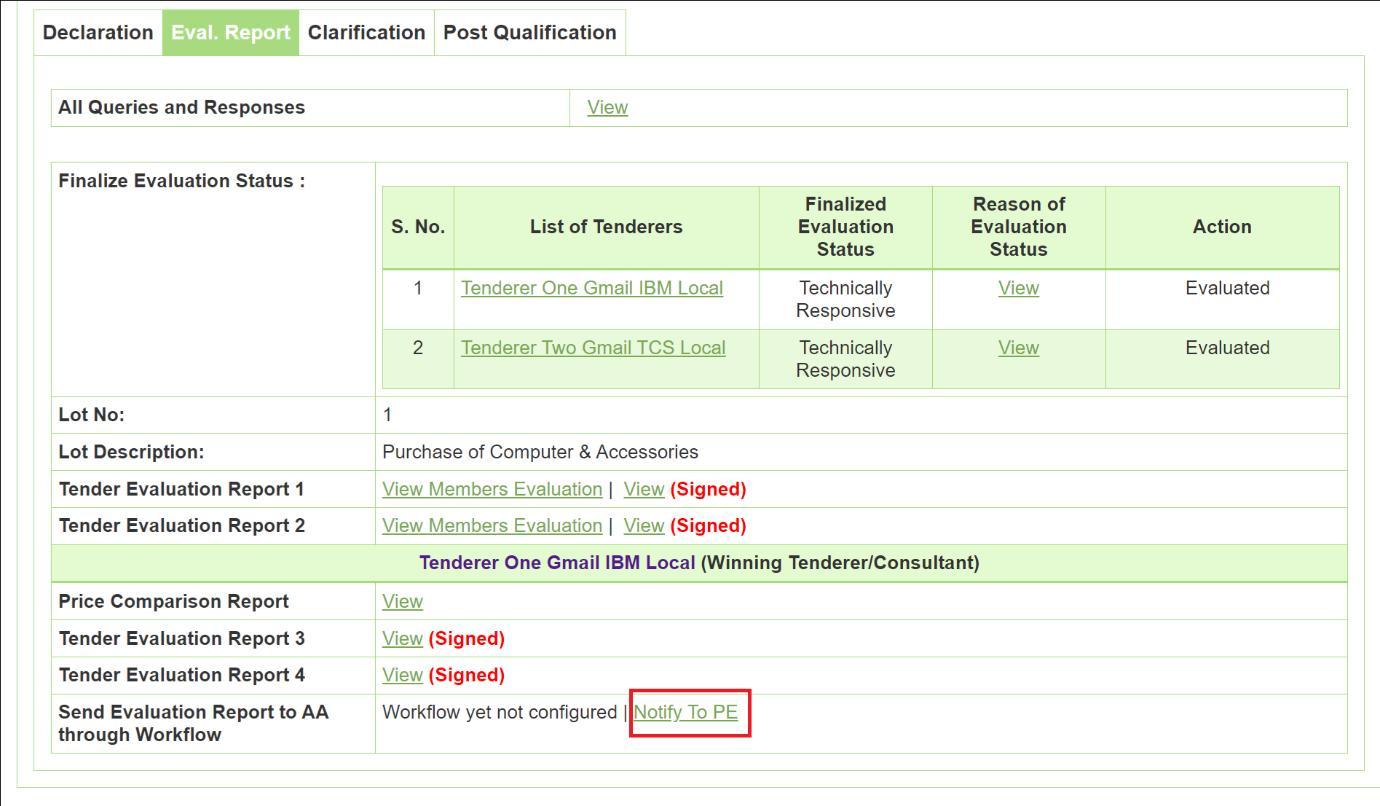 Declaration Eval. Report Clarification Post Qualification
All Queries and Responses View
Finalize Evaluation Status :
S. No. List of Tenderers Finalized Evaluation Status Reason of Evaluation Status Action
1 Tenderer One Gmail IBM Local Technically Responsive View Evaluated
2 Tenderer Two Gmail TCS Local Technically Responsive View Evaluated
Lot No: 1
Lot Description: Purchase of Computer & Accessories
Tender Evaluation Report 1 View Members Evaluation | View (Signed)
Tender Evaluation Report 2 View Members Evaluation | View (Signed)
Tenderer One Gmail IBM Local (Winning Tenderer/Consultant)
Price Comparison Report View
Tender Evaluation Report 3 View (Signed)
Tender Evaluation Report 4 View (Signed)
Send Evaluation Report to AA through Workflow Workflow yet not configured | Notify To PE